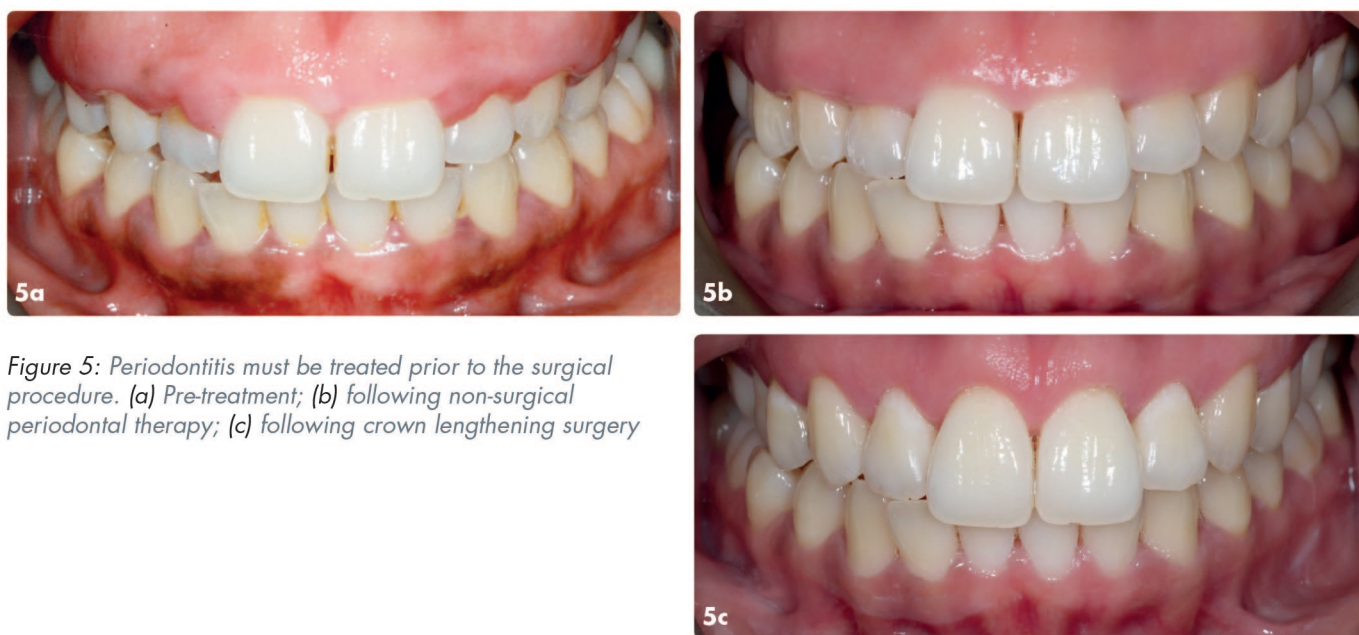 5a
5b
Figure 5: Periodontitis must be treated prior to the surgical
procedure. (a) Pre-treatment; (b) following non-surgical
periodontal therapy; (c) following crown lengthening surgery
5c